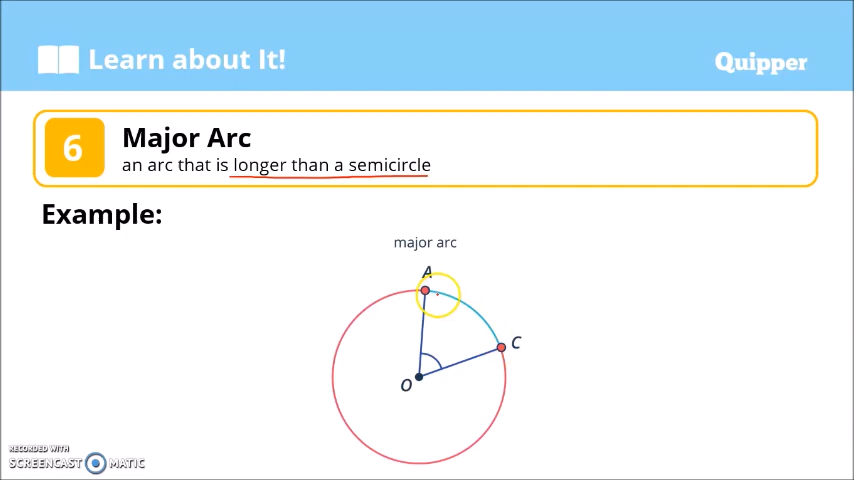 Learn about It!
Quipper
6
Major Arc
an arc that is longer than a semicircle
Example:
major arc
A
C
O
RECORDED WITH
SCREENCAST MATIC